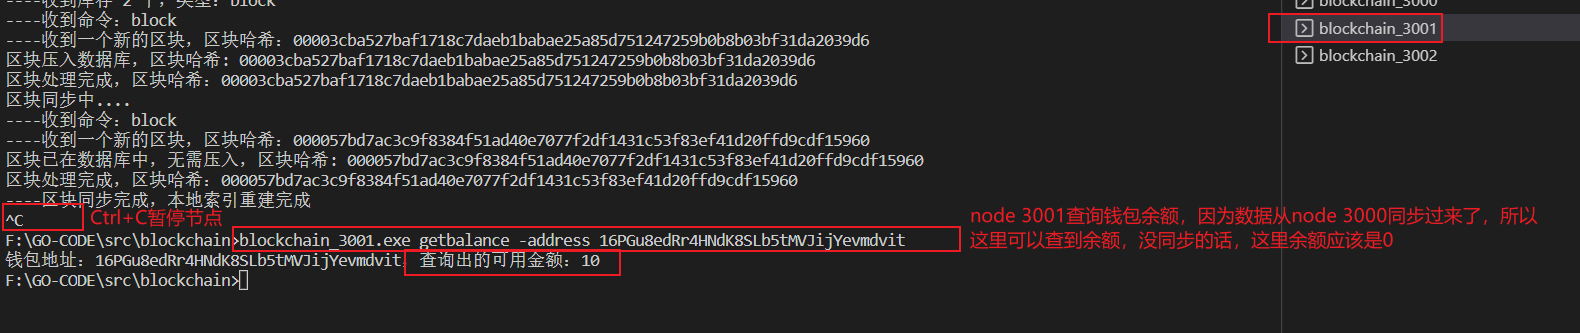 ----收到库存 2 个, 类型: block
----收到命令: block
----收到一个新的区块, 区块哈希: 00003cba527baf1718c7daeb1babae25a85d751247259b0b8b03bf31da2039d6
区块压入数据库, 区块哈希: 00003cba527baf1718c7daeb1babae25a85d751247259b0b8b03bf31da2039d6
区块处理完成, 区块哈希: 00003cba527baf1718c7daeb1babae25a85d751247259b0b8b03bf31da2039d6
区块同步中....
----收到命令: block
----收到一个新的区块, 区块哈希: 000057bd7ac3c9f8384f51ad40e7077f2df1431c53f83ef41d20ffd9cdf15960
区块已在数据库中, 无需压入, 区块哈希: 000057bd7ac3c9f8384f51ad40e7077f2df1431c53f83ef41d20ffd9cdf15960
区块处理完成, 区块哈希: 000057bd7ac3c9f8384f51ad40e7077f2df1431c53f83ef41d20ffd9cdf15960
----区块同步完成, 本地索引重建完成
^C
Ctrl+C暂停节点
F:\GO-CODE\src\blockchain>blockchain_3001.exe getbalance -address 16PGu8edRr4HNdK8SLb5tMVJijYevmdvit
钱包地址: 16PGu8edRr4HNdK8SLb5tMVJijYevmdvit. 查询出的可用金额: 10
F:\GO-CODE\src\blockchain>
node 3001查询钱包余额，因为数据从node 3000同步过来了，所以
这里可以查到余额，没同步的话，这里余额应该是0
blockchain_3000
blockchain_3001
blockchain_3002